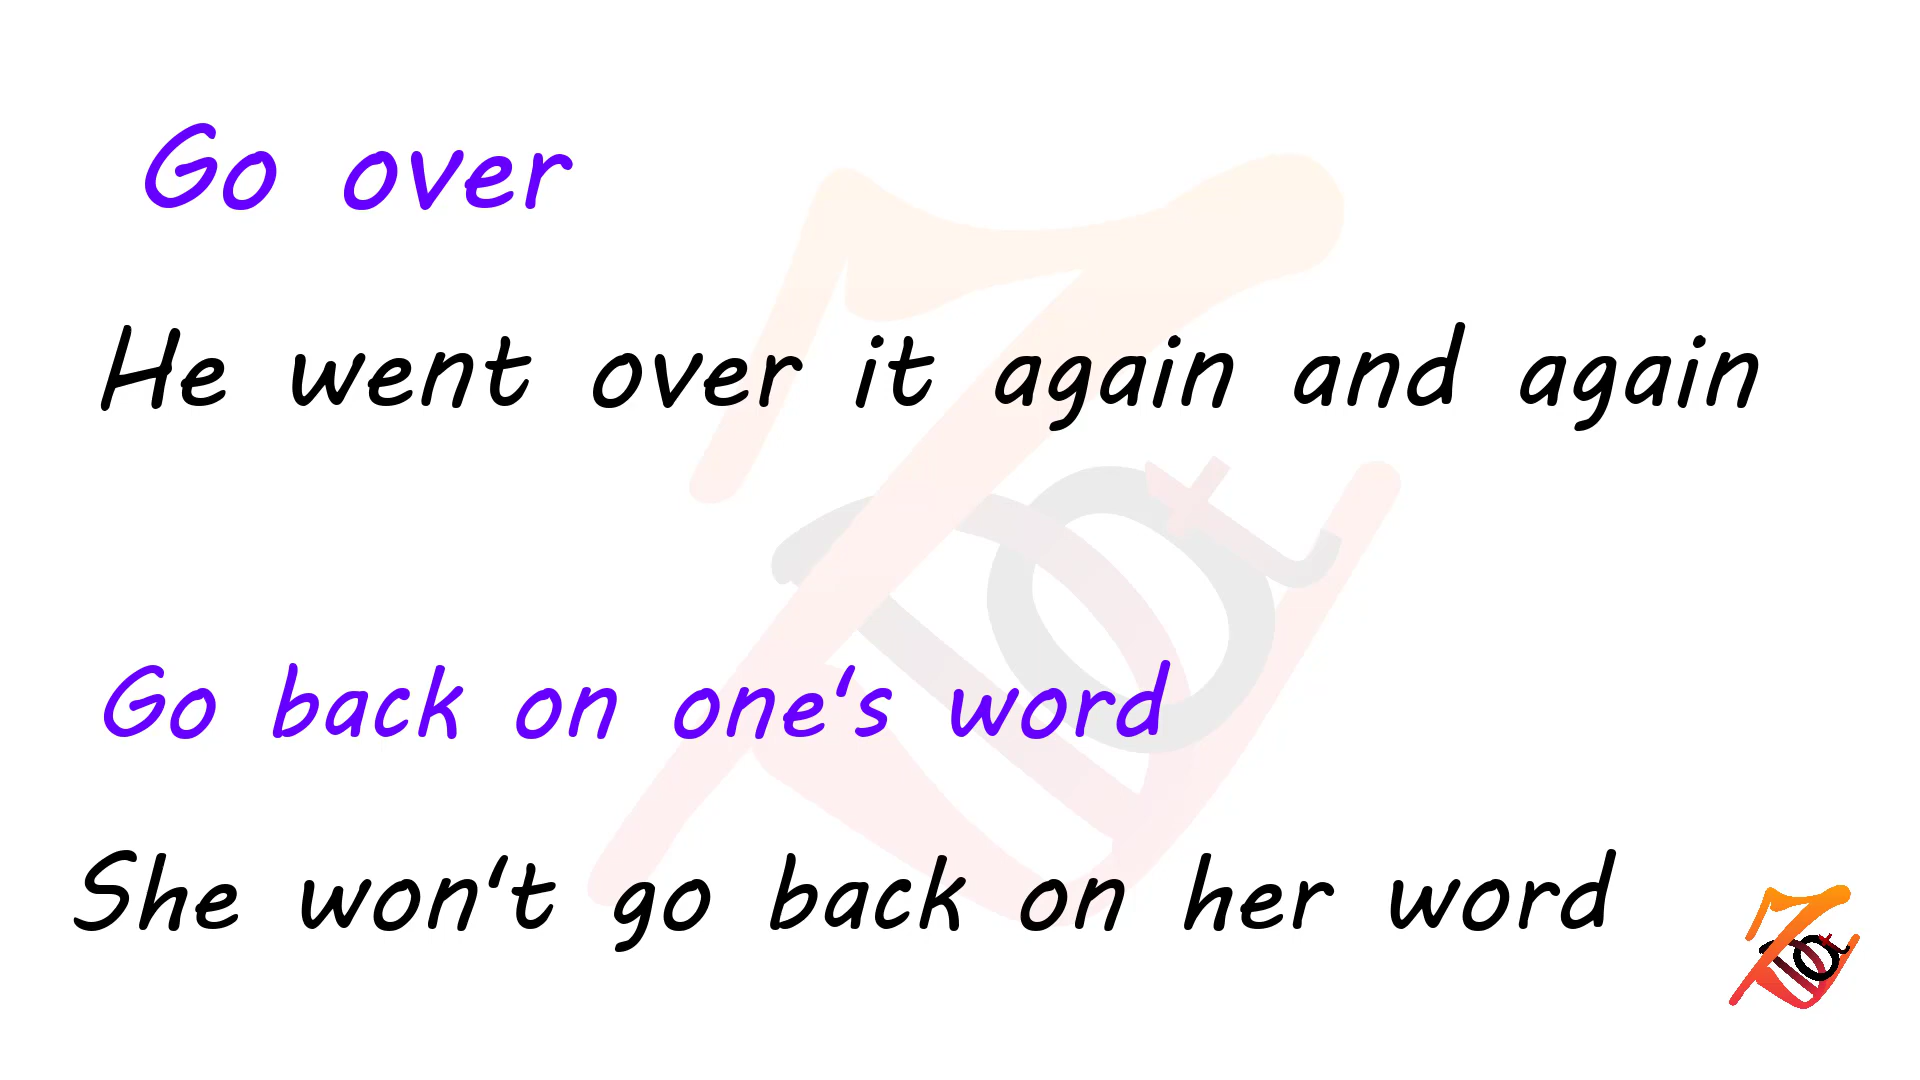 Go over
He went over it again and again
Go back on one's word
She won't go back on her word